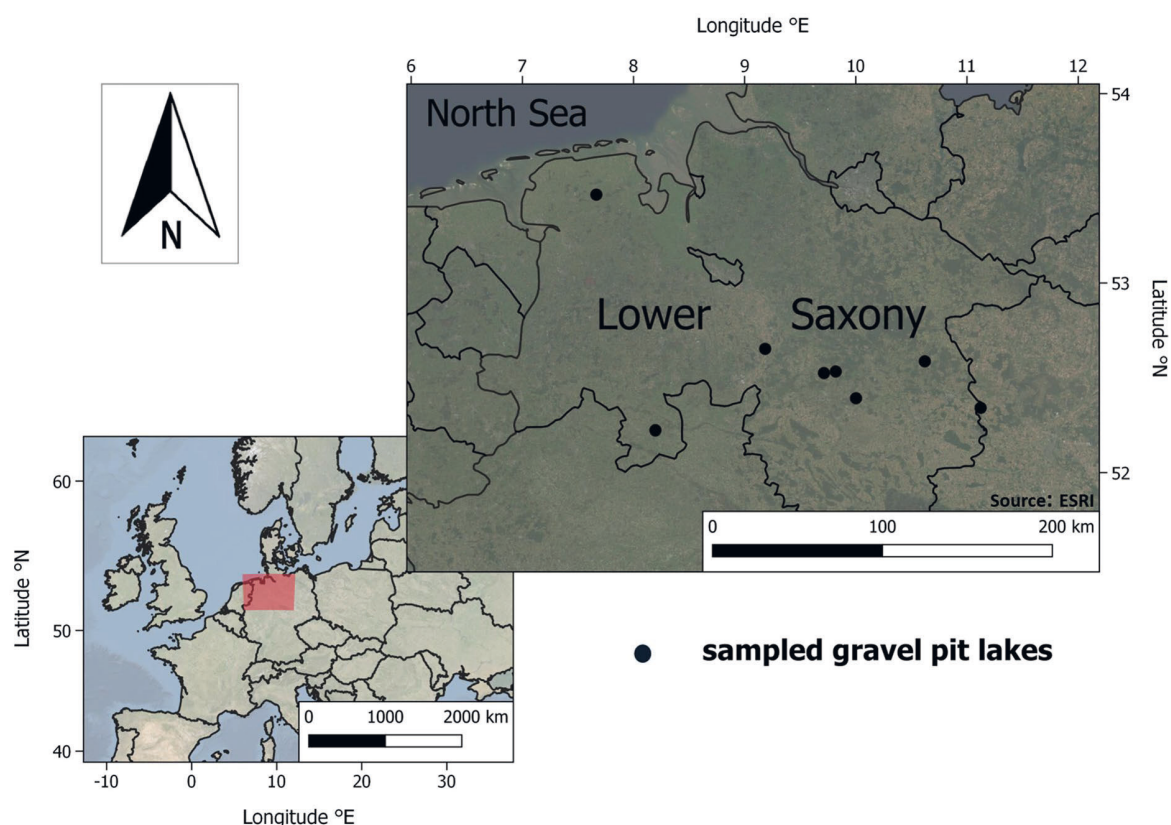 Longitude °E
6 7 8 9 10 11 12
North Sea
54
N
53
Lower Saxony
Latitude °N
52
Source: ESRI
0 100 200 km
60
Latitude °N
50
sampled gravel pit lakes
0 1000 2000 km
40
-10 0 10 20 30
Longitude °E